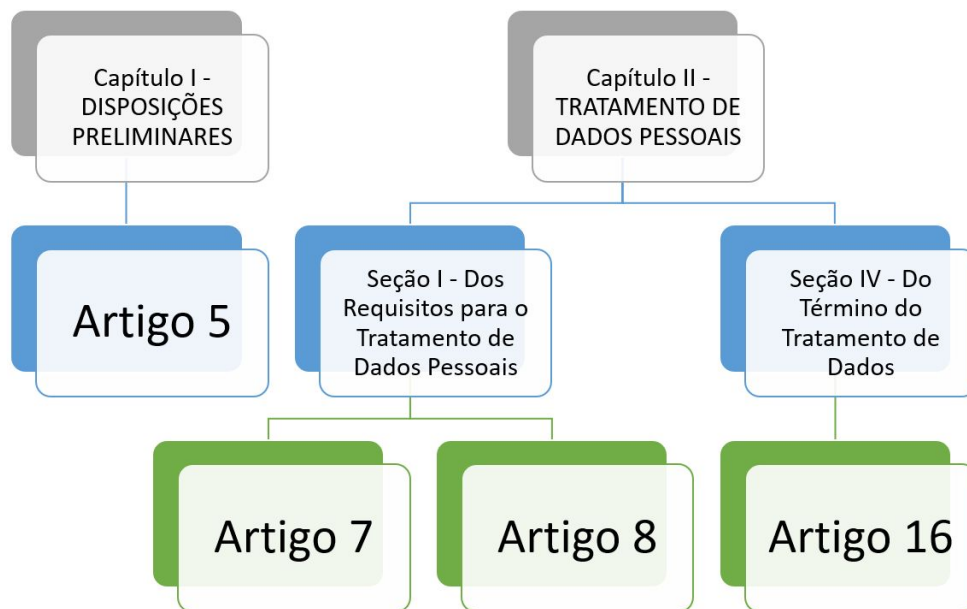 Capítulo I -
DISPOSIÇÕES
PRELIMINARES
Capítulo II -
TRATAMENTO DE
DADOS PESSOAIS
Artigo 5
Seção I - Dos
Requisitos para o
Tratamento de
Dados Pessoais
Seção IV - Do
Término do
Tratamento de
Dados
Artigo 7
Artigo 8
Artigo 16